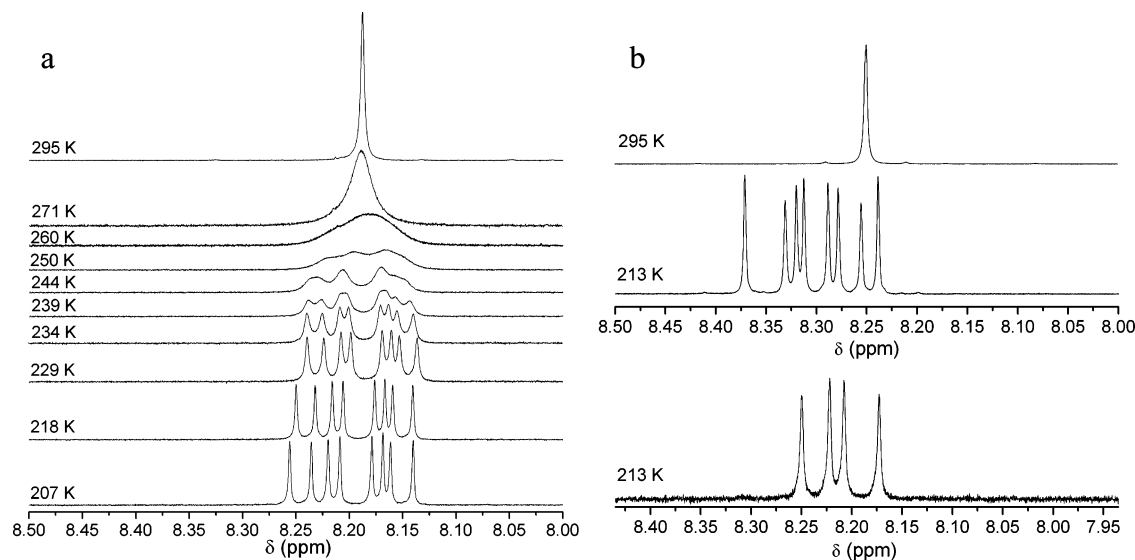 a
295 K
271 K
260 K
250 K
244 K
239 K
234 K
229 K
218 K
207 K
8.50 8.45 8.40 8.35 8.30 8.25 8.20 8.15 8.10 8.05 8.00
δ (ppm)
b
295 K
213 K
8.50 8.45 8.40 8.35 8.30 8.25 8.20 8.15 8.10 8.05 8.00
δ (ppm)
213 K
8.40 8.35 8.30 8.25 8.20 8.15 8.10 8.05 8.00 7.95
δ (ppm)